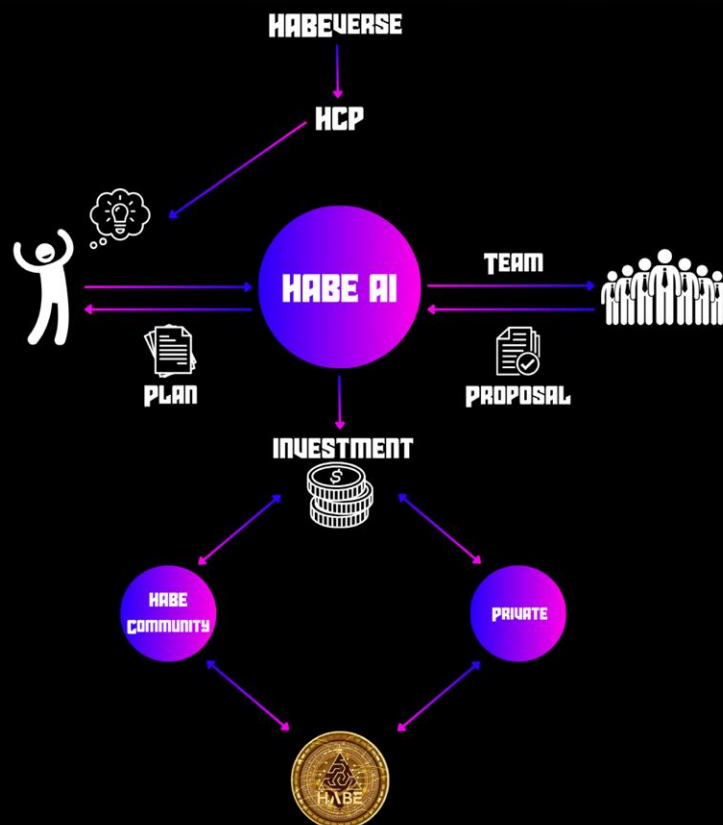 HABEVERSE
HCP
HABE AI
TEAM
PLAN
PROPOSAL
INVESTMENT
$
HABE
COMMUNITY
PRIVATE
HABE